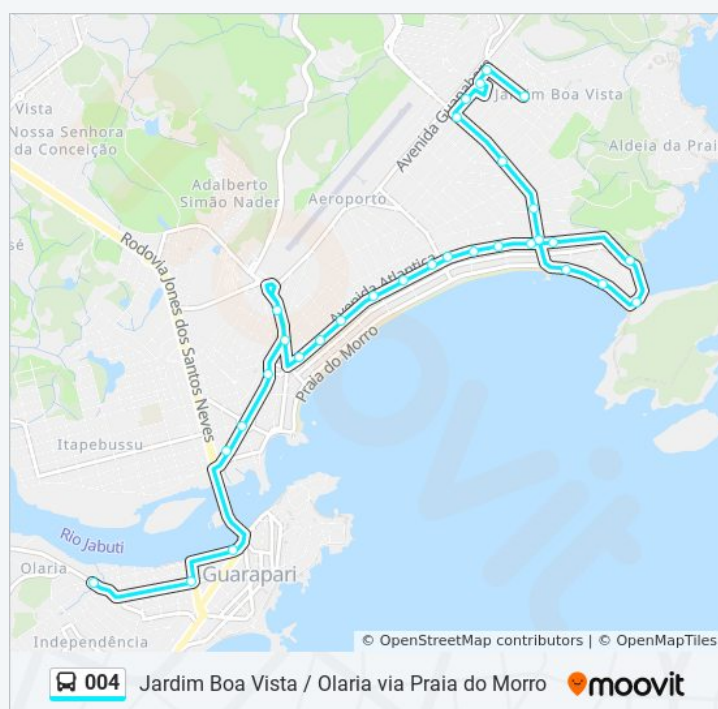 Vista
Nossa Senhora
da Conceição
Adalberto
Simão Nader
Aeroporto
Avenida Guanabara
Jardim Boa Vista
Aldeia da Prai
sé
Rodovia Jones dos Santos Neves
Avenida Atlântica
Praia do Morro
Itapebussu
Rio Jabuti
Olaria
Guarapari
Independência
© OpenStreetMap contributors | © OpenMapTiles
004 Jardim Boa Vista / Olaria via Praia do Morro moovit